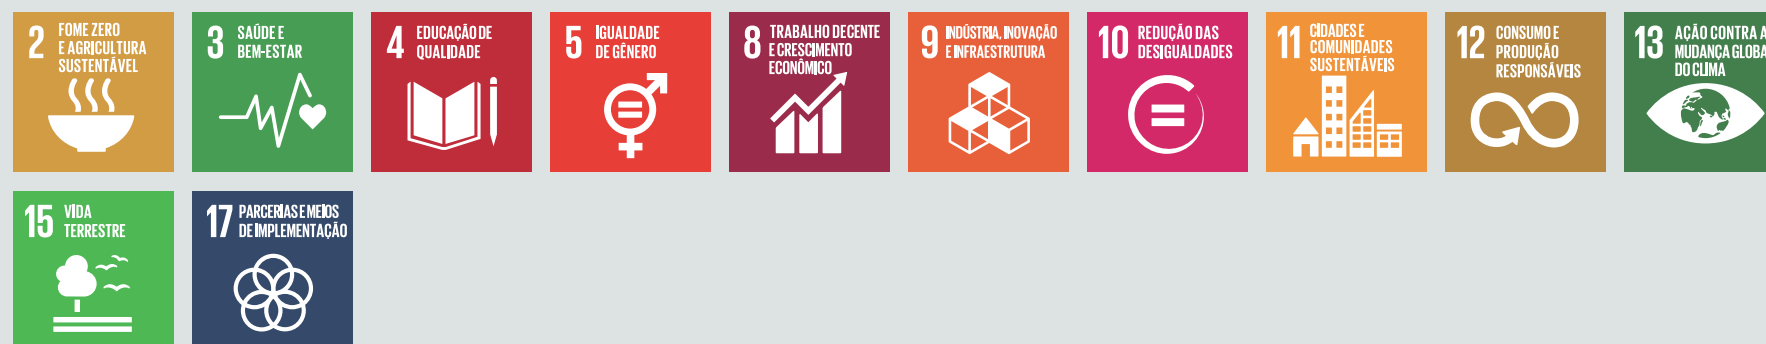 2 FOME ZERO
E AGRICULTURA
SUSTENTÁVEL
3 SAÚDE E
BEM-ESTAR
4 EDUCAÇÃO DE
QUALIDADE
5 IGUALDADE
DE GÊNERO
8 TRABALHO DECENTE
E CRESCIMENTO
ECONÔMICO
9 INDÚSTRIA, INOVAÇÃO
E INFRAESTRUTURA
10 REDUÇÃO DAS
DESIGUALDADES
11 CIDADES E
COMUNIDADES
SUSTENTÁVEIS
12 CONSUMO E
PRODUÇÃO
RESPONSÁVEIS
13 AÇÃO CONTRA A
MUDANÇA GLOBA
DO CLIMA
15 VIDA
TERRESTRE
17 PARCERIAS E MEIOS
DE IMPLEMENTAÇÃO